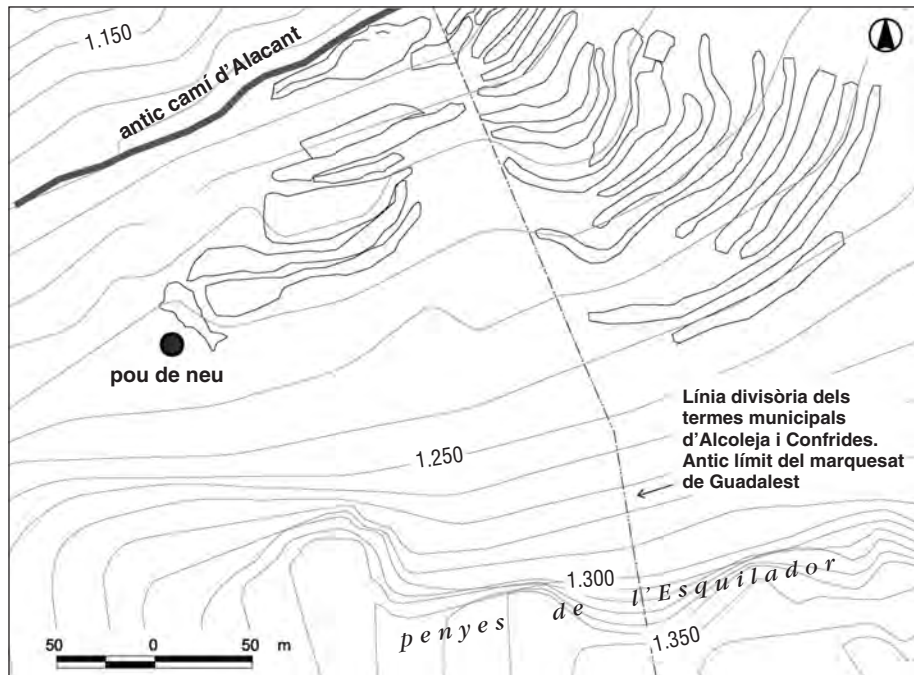 1.150
antic camí d'Alacant
pou de neu
1.250
Línia divisòria dels
termes municipals
d'Alcoleja i Confrides.
Antic límit del marquesat
de Guadalest
1.300
penyes de l'Esquilador
1.350
50 0 50 m